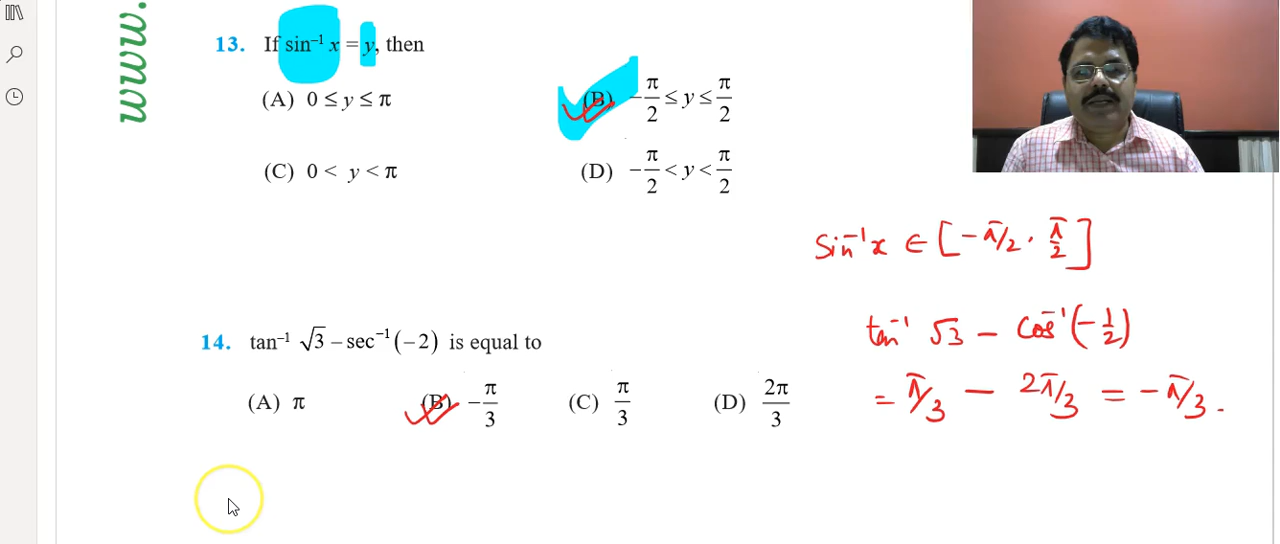 www.
13. If sin⁻¹ x = y, then
(A) 0 ≤ y ≤ π
(B) −π/2 ≤ y ≤ π/2
(C) 0 < y < π
(D) −π/2 < y < π/2
Sin⁻¹x ∈ [−π/2, π/2]
14. tan⁻¹ √3 − sec⁻¹ (−2) is equal to
(A) π
(B) −π/3
(C) π/3
(D) 2π/3
tan⁻¹ √3 − Cos⁻¹(−1/2)
= π/3 − 2π/3 = −π/3.